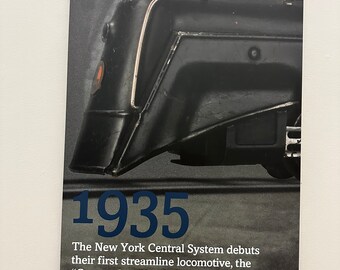 1935
The New York Central System debuts
their first streamline locomotive, the